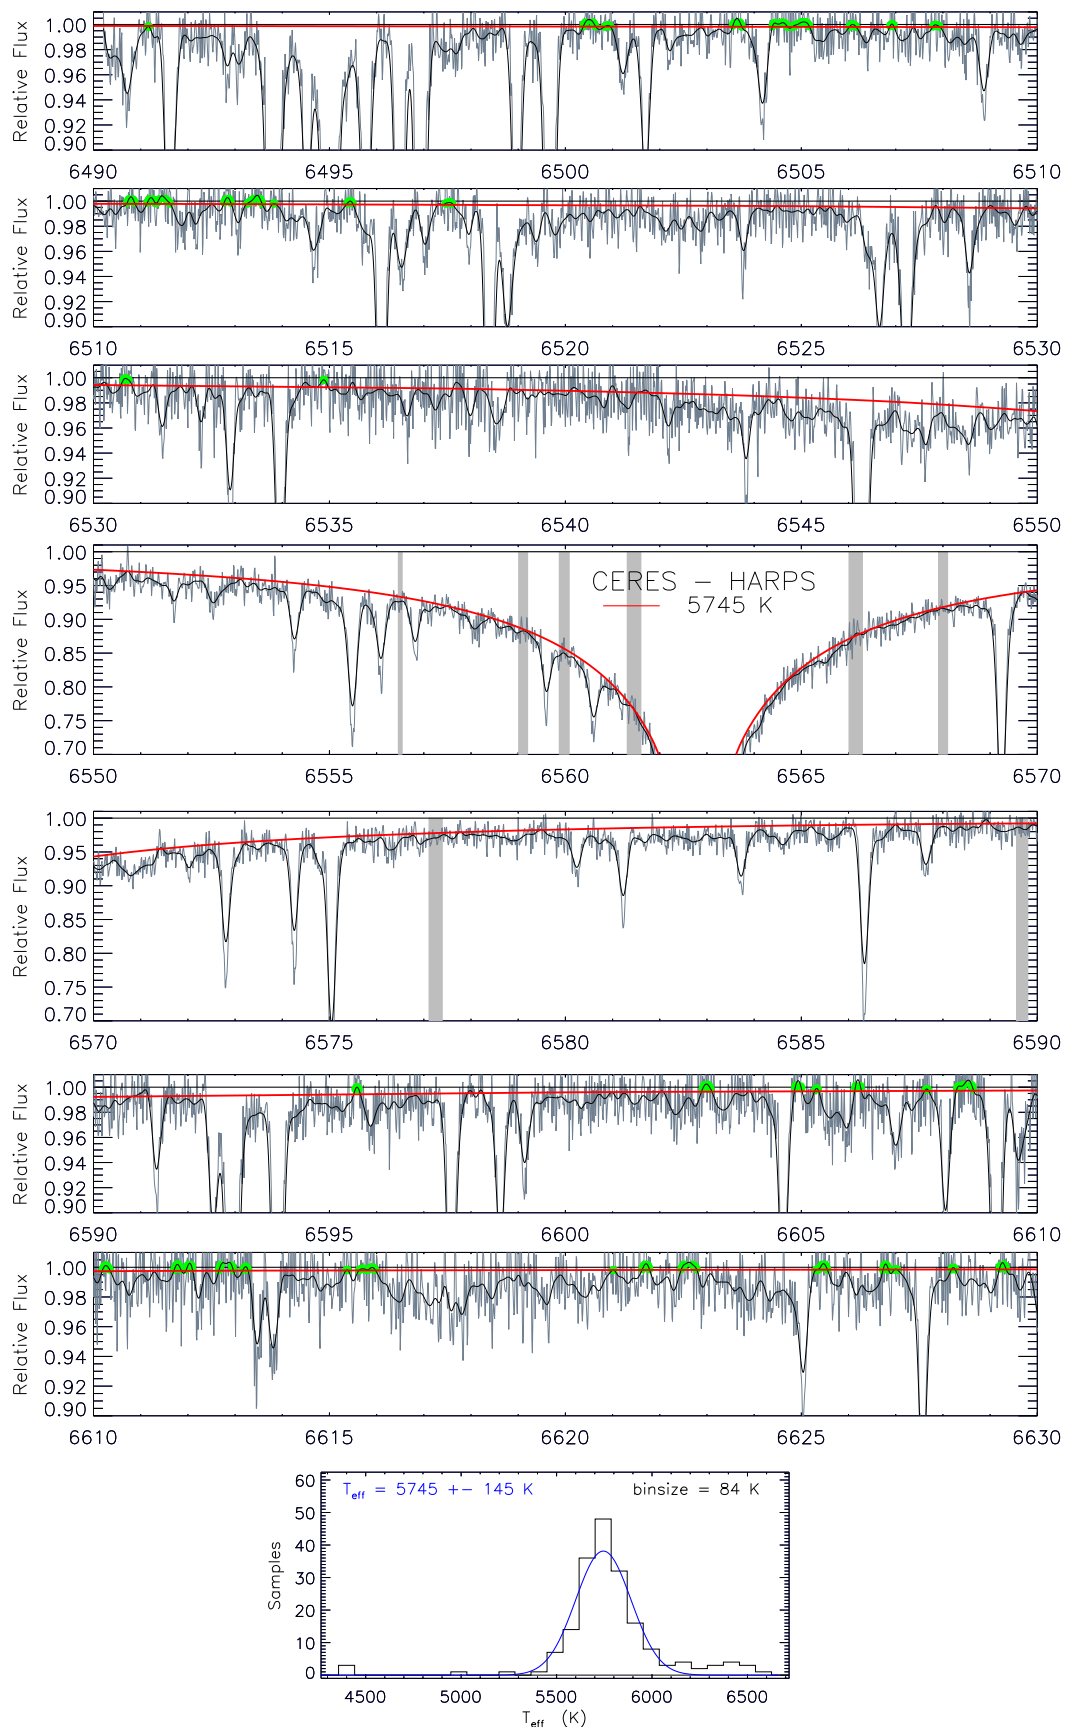 1.00
0.98
0.96
0.94
0.92
0.90
Relative Flux
6490 6495 6500 6505 6510
1.00
0.98
0.96
0.94
0.92
0.90
Relative Flux
6510 6515 6520 6525 6530
1.00
0.98
0.96
0.94
0.92
0.90
Relative Flux
6530 6535 6540 6545 6550
1.00
0.95
0.90
0.85
0.80
0.75
0.70
Relative Flux
CERES – HARPS
5745 K
6550 6555 6560 6565 6570
1.00
0.95
0.90
0.85
0.80
0.75
0.70
Relative Flux
6570 6575 6580 6585 6590
1.00
0.98
0.96
0.94
0.92
0.90
Relative Flux
6590 6595 6600 6605 6610
1.00
0.98
0.96
0.94
0.92
0.90
Relative Flux
6610 6615 6620 6625 6630
T_eff = 5745 +− 145 K
binsize = 84 K
60
50
40
30
20
10
0
Samples
4500 5000 5500 6000 6500
T_eff (K)